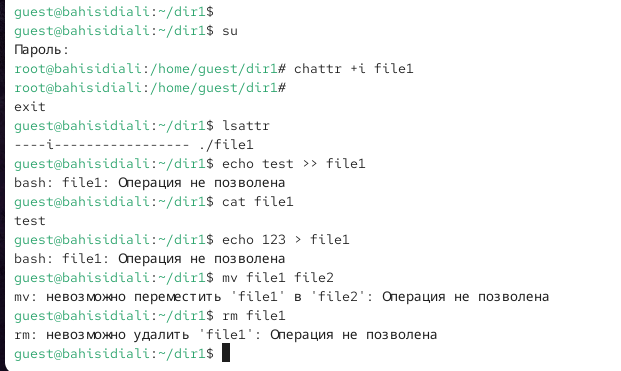 guest@bahisidiali:~/dir1$
guest@bahisidiali:~/dir1$ su
Пароль:
root@bahisidiali:/home/guest/dir1# chattr +i file1
root@bahisidiali:/home/guest/dir1#
exit
guest@bahisidiali:~/dir1$ lsattr
----i----------------- ./file1
guest@bahisidiali:~/dir1$ echo test >> file1
bash: file1: Операция не позволена
guest@bahisidiali:~/dir1$ cat file1
test
guest@bahisidiali:~/dir1$ echo 123 > file1
bash: file1: Операция не позволена
guest@bahisidiali:~/dir1$ mv file1 file2
mv: невозможно переместить 'file1' в 'file2': Операция не позволена
guest@bahisidiali:~/dir1$ rm file1
rm: невозможно удалить 'file1': Операция не позволена
guest@bahisidiali:~/dir1$